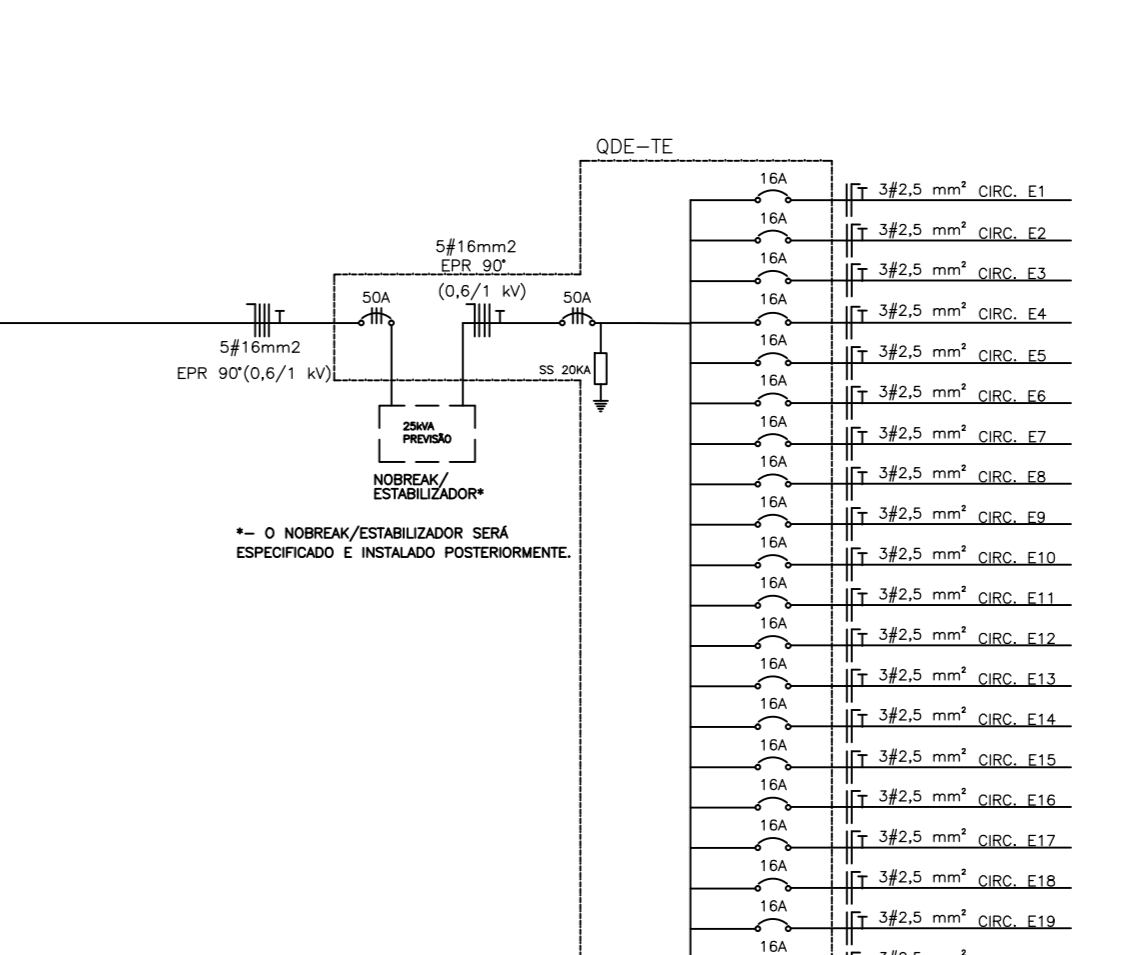 QDE-TE
16A
3#2,5 mm² CIRC. E1
16A
3#2,5 mm² CIRC. E2
5#16mm2
EPR 90°
(0,6/1 kV)
16A
3#2,5 mm² CIRC. E3
50A
50A
16A
3#2,5 mm² CIRC. E4
T
T
5#16mm2
EPR 90°(0,6/1 kV)
16A
3#2,5 mm² CIRC. E5
SS 20KA
16A
3#2,5 mm² CIRC. E6
25kVA
PREVISÃO
16A
3#2,5 mm² CIRC. E7
NOBREAK/
ESTABILIZADOR*
16A
3#2,5 mm² CIRC. E8
16A
3#2,5 mm² CIRC. E9
*- O NOBREAK/ESTABILIZADOR SERÁ
ESPECIFICADO E INSTALADO POSTERIORMENTE.
16A
3#2,5 mm² CIRC. E10
16A
3#2,5 mm² CIRC. E11
16A
3#2,5 mm² CIRC. E12
16A
3#2,5 mm² CIRC. E13
16A
3#2,5 mm² CIRC. E14
16A
3#2,5 mm² CIRC. E15
16A
3#2,5 mm² CIRC. E16
16A
3#2,5 mm² CIRC. E17
16A
3#2,5 mm² CIRC. E18
16A
3#2,5 mm² CIRC. E19
16A